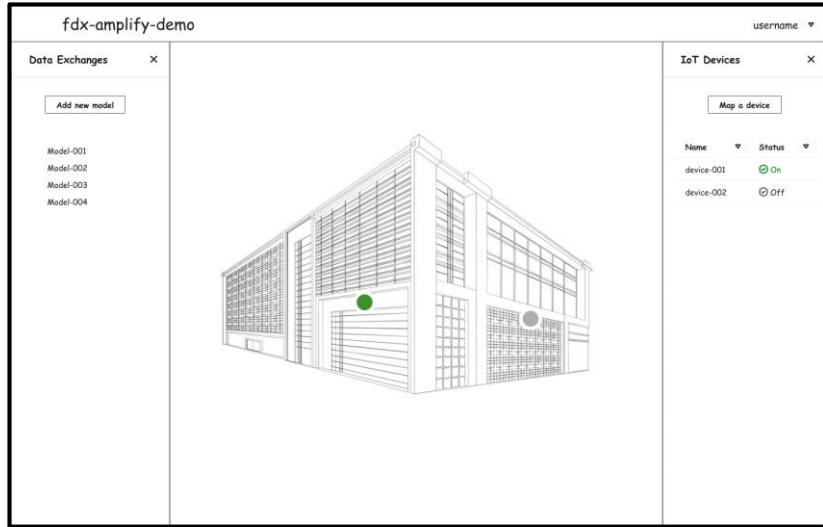 fdx-amplify-demo
username
Data Exchanges
Add new model
Model-001
Model-002
Model-003
Model-004
IoT Devices
Map a device
Name Status
device-001 On
device-002 Off